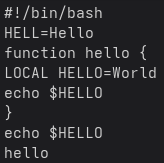 #!/bin/bash
HELL=Hello
function hello {
LOCAL HELLO=World
echo $HELLO
}
echo $HELLO
hello